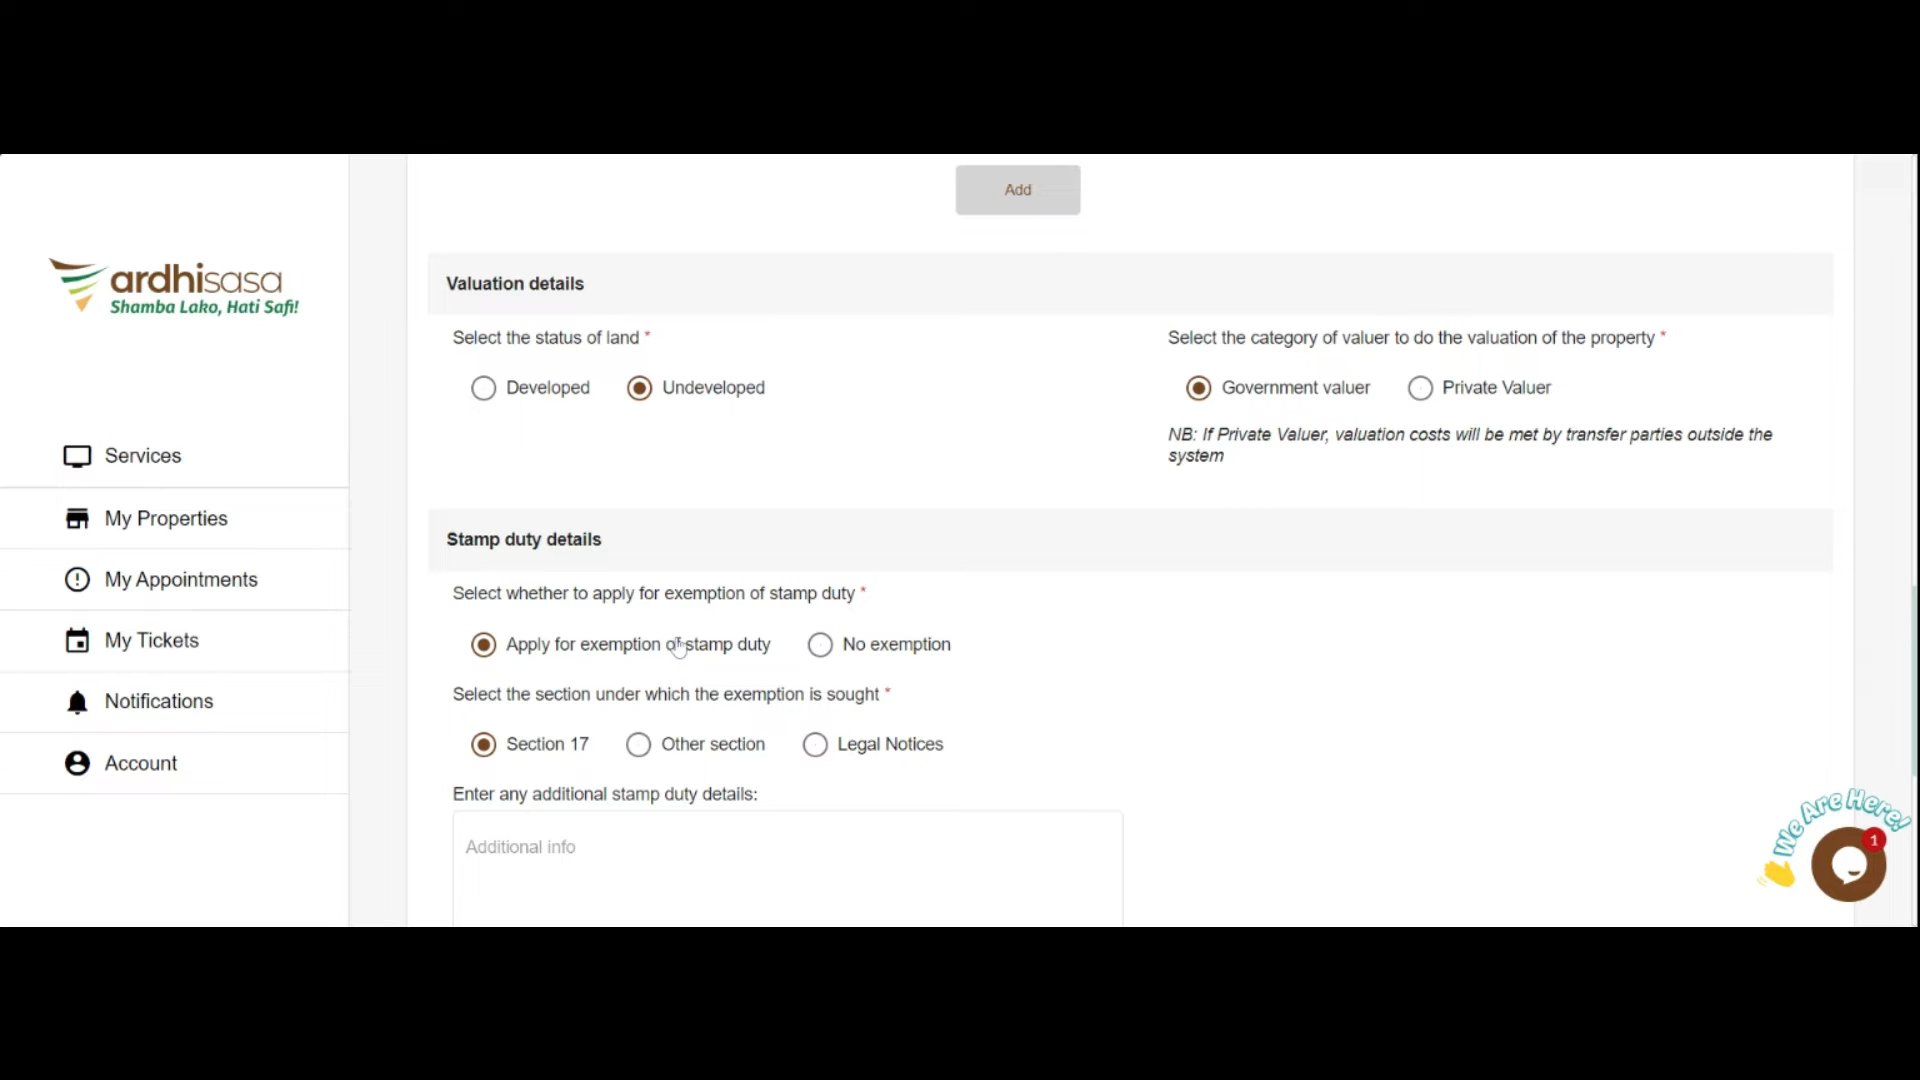 Add
ardhisasa
Shamba Lako, Hati Safi!
Services
My Properties
My Appointments
My Tickets
Notifications
Account
Valuation details
Select the status of land *
Developed
Undeveloped
Select the category of valuer to do the valuation of the property *
Government valuer
Private Valuer
NB: If Private Valuer, valuation costs will be met by transfer parties outside the
system
Stamp duty details
Select whether to apply for exemption of stamp duty *
Apply for exemption of stamp duty
No exemption
Select the section under which the exemption is sought *
Section 17
Other section
Legal Notices
Enter any additional stamp duty details:
Additional info
We Are Here!
1